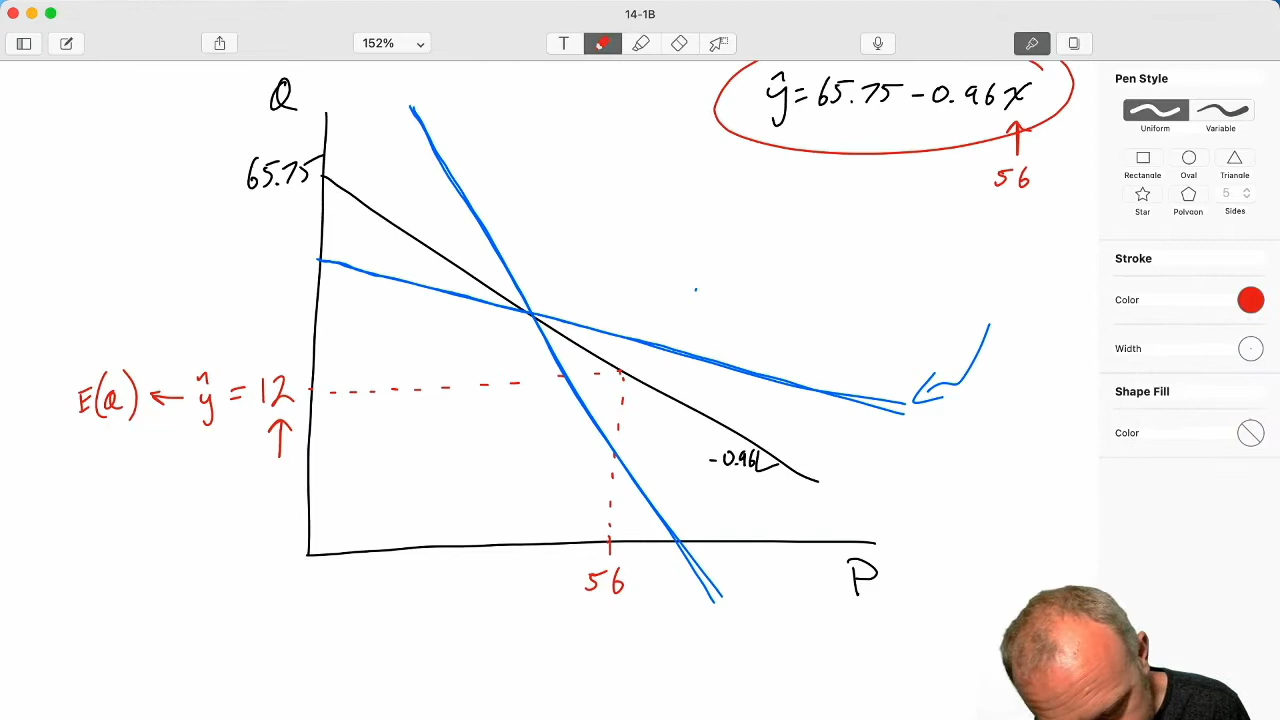 14-1B
152%
T
Pen Style
Uniform
Variable
Rectangle
Oval
Triangle
Star
Polygon
5
Sides
Stroke
Color
Width
Shape Fill
Color
Q
ŷ = 65.75 - 0.96x
56
65.75
E(Q) ← ŷ = 12
-0.96
56
P